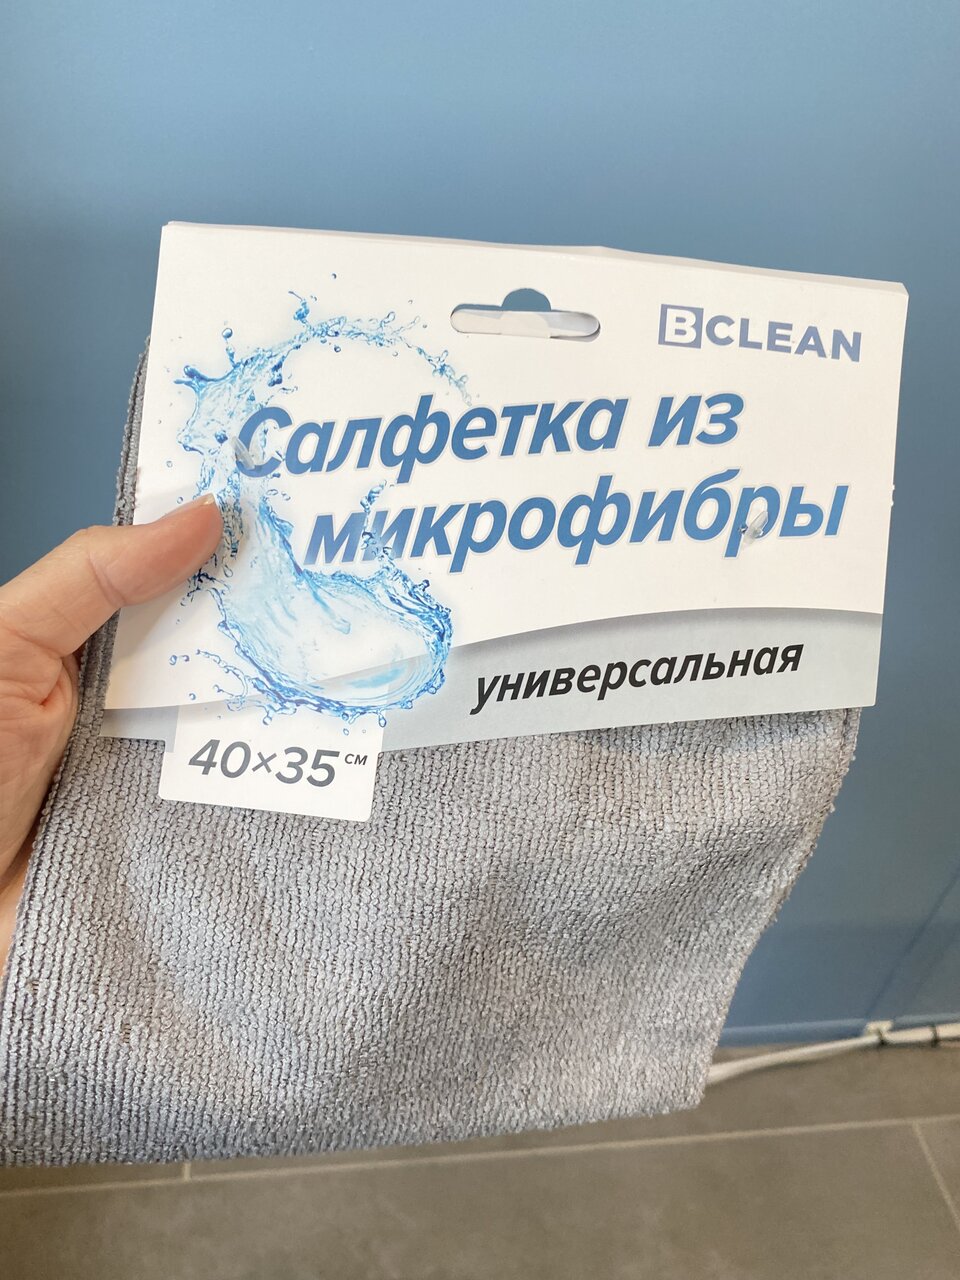 BCLEAN
Салфетка из
микрофибры
универсальная
40×35 см